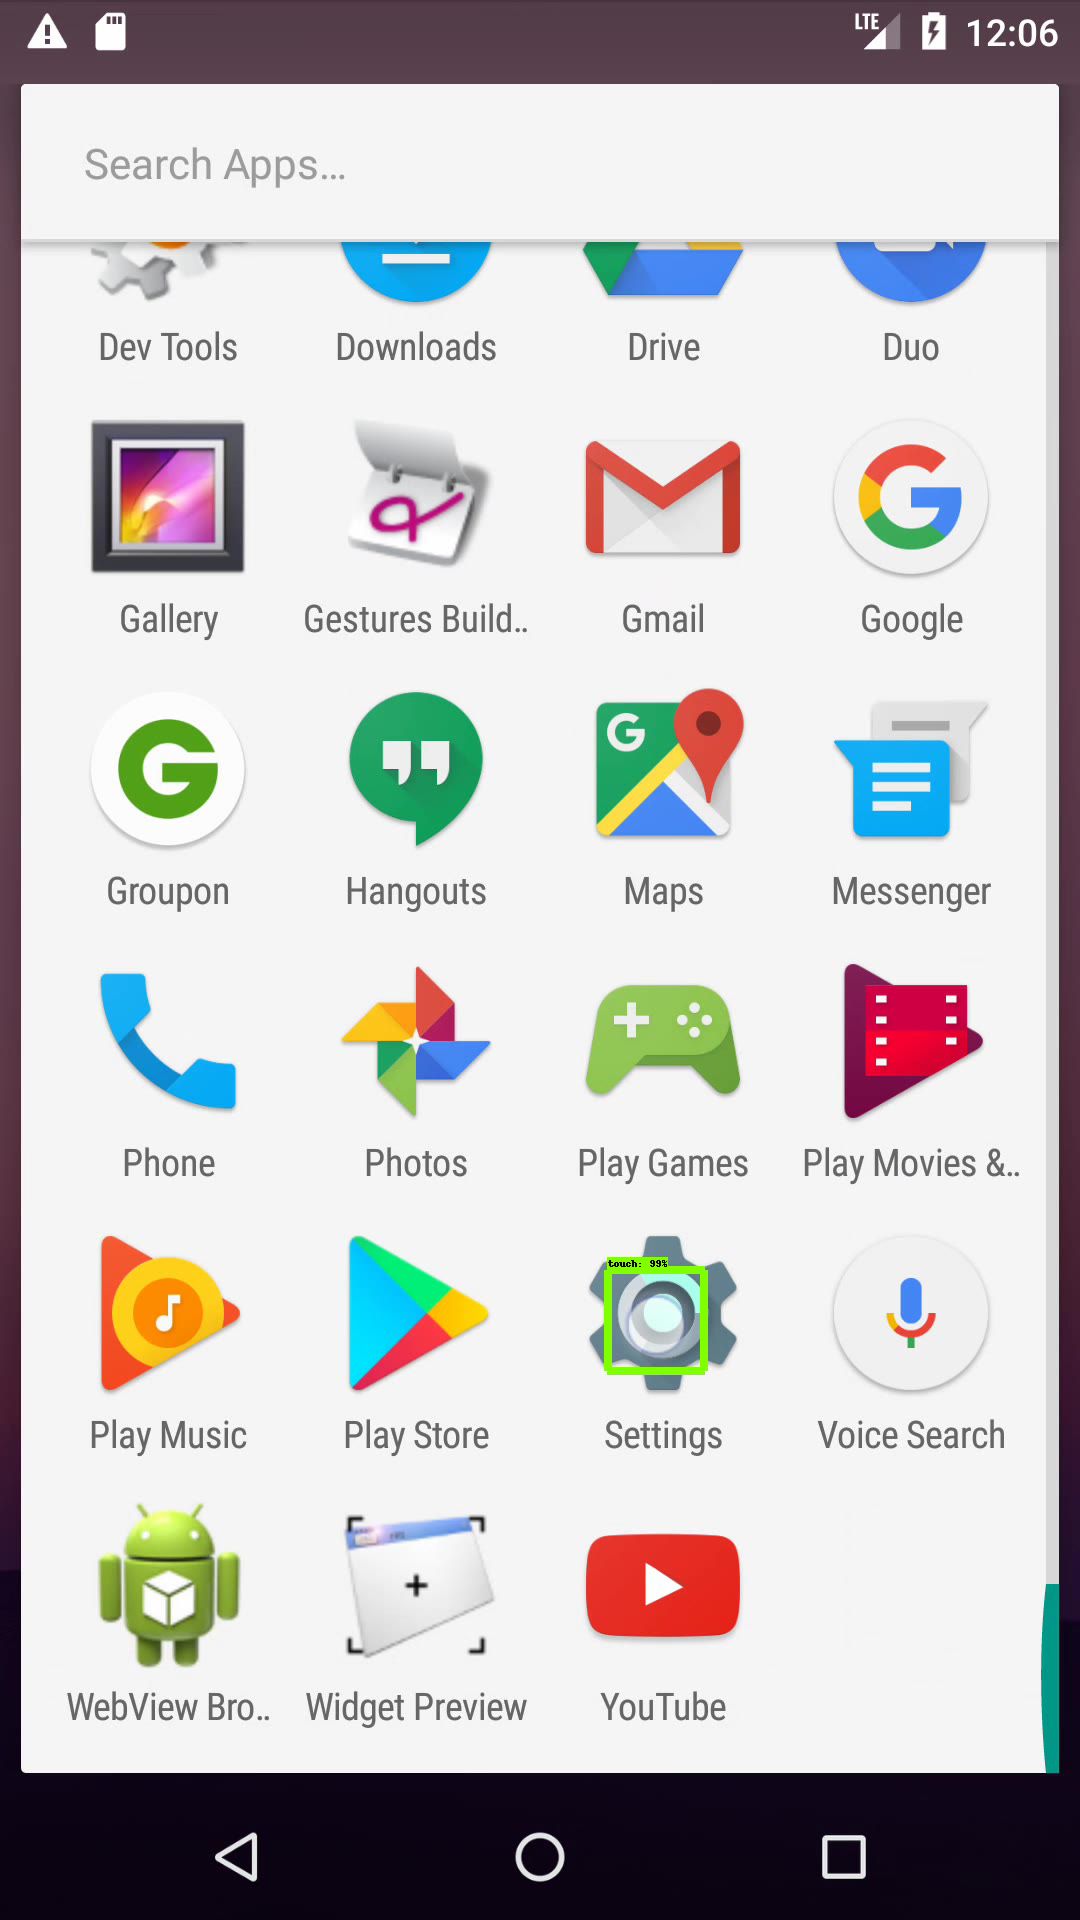 LTE 12:06
Search Apps...
Dev Tools Downloads Drive Duo
Gallery Gestures Build.. Gmail Google
Groupon Hangouts Maps Messenger
Phone Photos Play Games Play Movies &..
touch: 99%
Play Music Play Store Settings Voice Search
WebView Bro.. Widget Preview YouTube